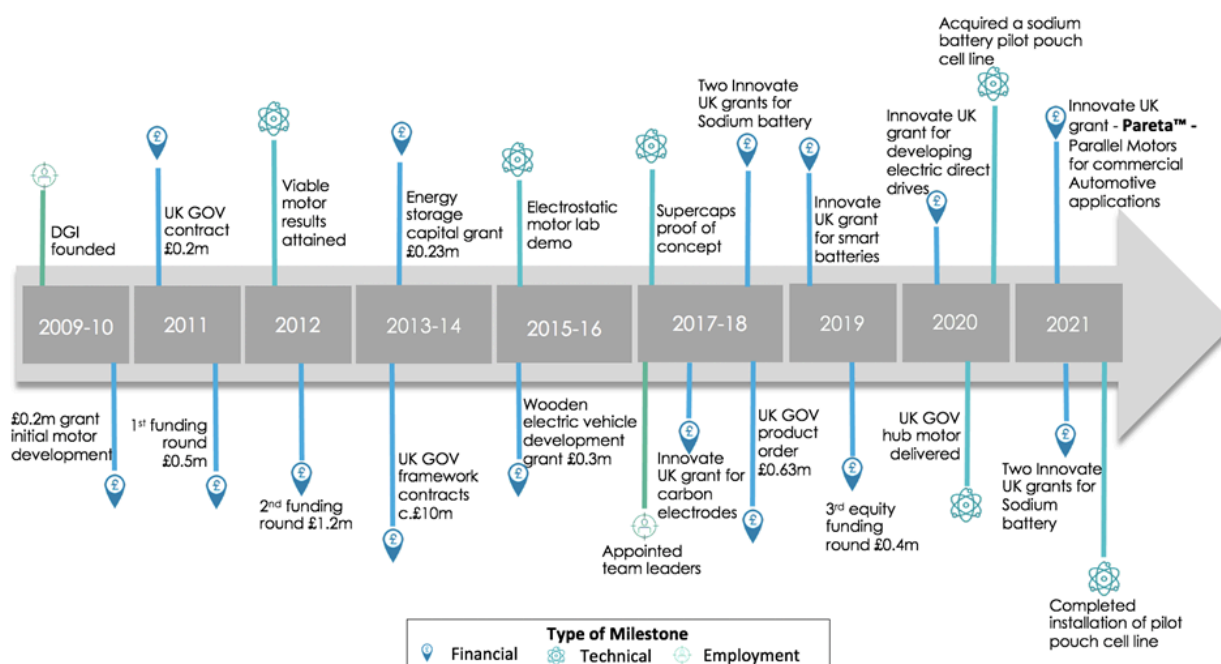 Acquired a sodium
battery pilot pouch
cell line
Two Innovate
UK grants for
Sodium battery
Innovate UK
grant for
developing
electric direct
drives
Innovate UK
grant - Pareta™ -
Parallel Motors
for commercial
Automotive
applications
DGI
founded
UK GOV
contract
£0.2m
Viable
motor
results
attained
Energy
storage
capital grant
£0.23m
Electrostatic
motor lab
demo
Supercaps
proof of
concept
Innovate
UK grant
for smart
batteries
2009-10
2011
2012
2013-14
2015-16
2017-18
2019
2020
2021
£0.2m grant
initial motor
development
1st funding
round
£0.5m
2nd funding
round £1.2m
UK GOV
framework
contracts
c.£10m
Wooden
electric vehicle
development
grant £0.3m
Appointed
team leaders
Innovate
UK grant for
carbon
electrodes
UK GOV
product
order
£0.63m
3rd equity
funding
round £0.4m
UK GOV
hub motor
delivered
Two Innovate
UK grants for
Sodium
battery
Completed
installation of pilot
pouch cell line
Type of Milestone
£ Financial Technical Employment